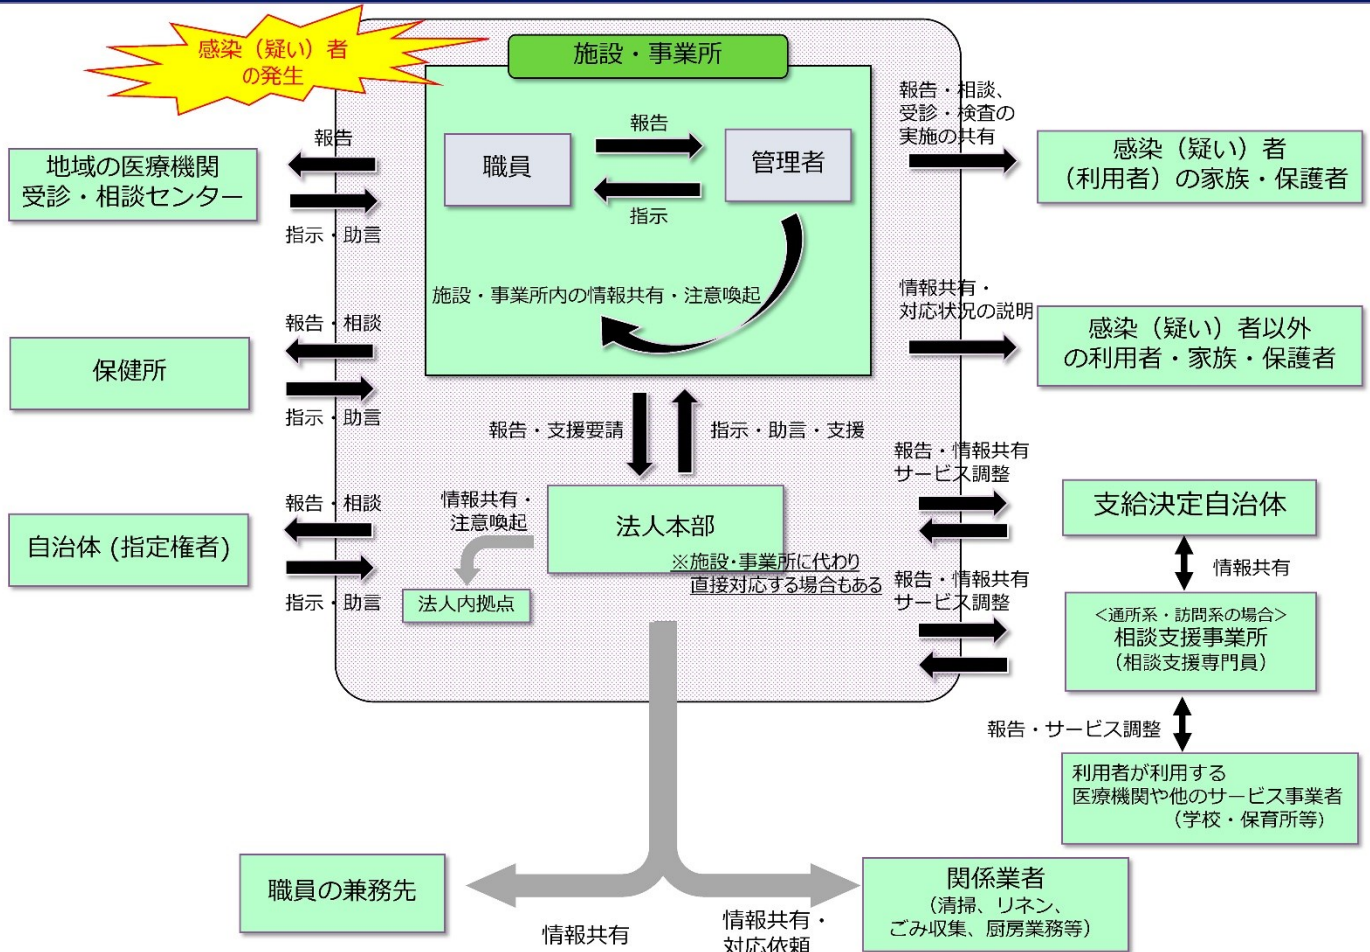 感染（疑い）者
の発生
施設・事業所
職員
報告
指示
管理者
施設・事業所内の情報共有・注意喚起
報告
地域の医療機関
受診・相談センター
指示・助言
報告・相談
保健所
指示・助言
報告・相談
自治体 (指定権者)
指示・助言
報告・相談、
受診・検査の
実施の共有
感染（疑い）者
（利用者）の家族・保護者
情報共有・
対応状況の説明
感染（疑い）者以外
の利用者・家族・保護者
報告・支援要請
指示・助言・支援
情報共有・
注意喚起
法人本部
※施設・事業所に代わり
直接対応する場合もある
法人内拠点
報告・情報共有
サービス調整
支給決定自治体
情報共有
報告・情報共有
サービス調整
＜通所系・訪問系の場合＞
相談支援事業所
（相談支援専門員）
報告・サービス調整
利用者が利用する
医療機関や他のサービス事業者
（学校・保育所等）
職員の兼務先
情報共有
情報共有・
対応依頼
関係業者
（清掃、リネン、
ごみ収集、厨房業務等）